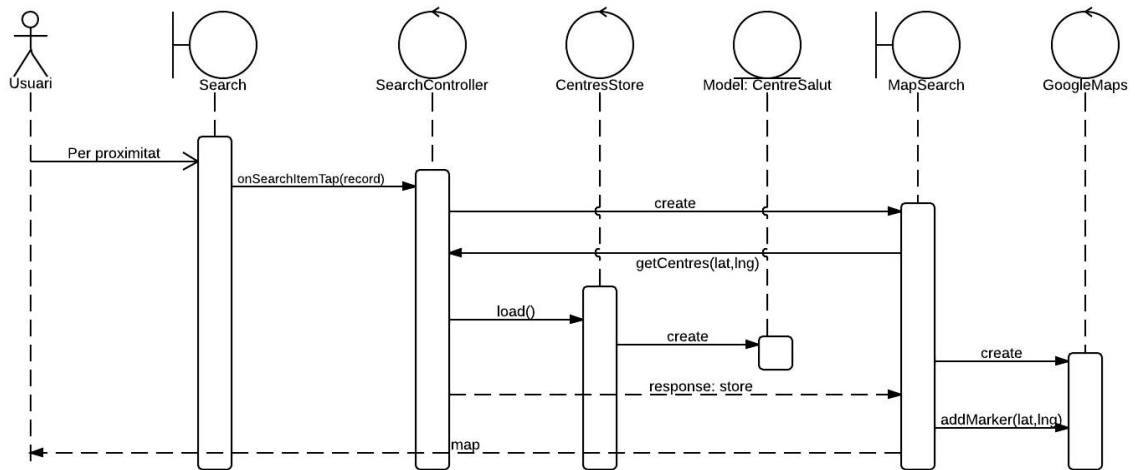 Usuari
Search
SearchController
CentresStore
Model: CentreSalut
MapSearch
GoogleMaps
Per proximitat
onSearchItemTap(record)
create
getCentres(lat,lng)
load()
create
create
response: store
addMarker(lat,lng)
map